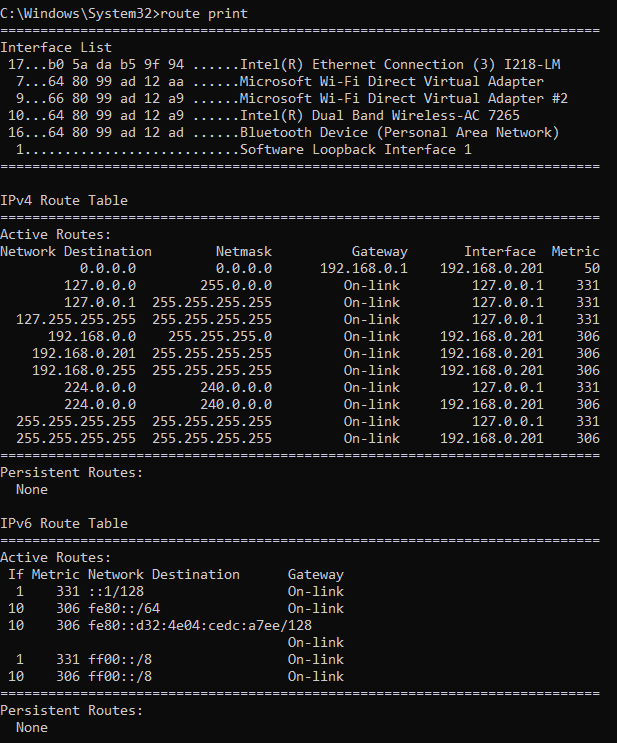 C:\Windows\System32>route print
===========================================================================
Interface List
 17...b0 5a da b5 9f 94 ......Intel(R) Ethernet Connection (3) I218-LM
  7...64 80 99 ad 12 aa ......Microsoft Wi-Fi Direct Virtual Adapter
  9...66 80 99 ad 12 a9 ......Microsoft Wi-Fi Direct Virtual Adapter #2
 10...64 80 99 ad 12 a9 ......Intel(R) Dual Band Wireless-AC 7265
 16...64 80 99 ad 12 ad ......Bluetooth Device (Personal Area Network)
  1...........................Software Loopback Interface 1
===========================================================================

IPv4 Route Table
===========================================================================
Active Routes:
Network Destination        Netmask          Gateway       Interface  Metric
          0.0.0.0          0.0.0.0      192.168.0.1    192.168.0.201     50
        127.0.0.0        255.0.0.0         On-link         127.0.0.1    331
        127.0.0.1  255.255.255.255         On-link         127.0.0.1    331
  127.255.255.255  255.255.255.255         On-link         127.0.0.1    331
      192.168.0.0    255.255.255.0         On-link     192.168.0.201    306
    192.168.0.201  255.255.255.255         On-link     192.168.0.201    306
    192.168.0.255  255.255.255.255         On-link     192.168.0.201    306
        224.0.0.0        240.0.0.0         On-link         127.0.0.1    331
        224.0.0.0        240.0.0.0         On-link     192.168.0.201    306
  255.255.255.255  255.255.255.255         On-link         127.0.0.1    331
  255.255.255.255  255.255.255.255         On-link     192.168.0.201    306
===========================================================================
Persistent Routes:
  None

IPv6 Route Table
===========================================================================
Active Routes:
 If Metric Network Destination      Gateway
  1    331 ::1/128                  On-link
 10    306 fe80::/64                On-link
 10    306 fe80::d32:4e04:cedc:a7ee/128
                                    On-link
  1    331 ff00::/8                 On-link
 10    306 ff00::/8                 On-link
===========================================================================
Persistent Routes:
  None